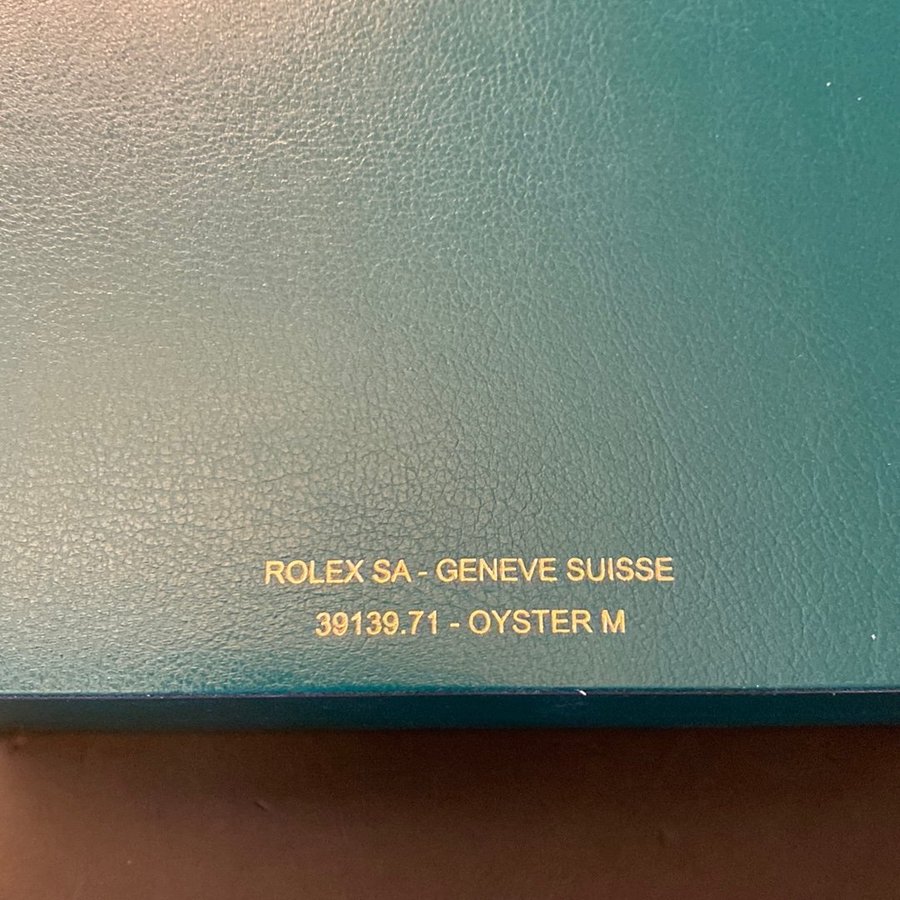 ROLEX SA - GENEVE SUISSE
39139.71 - OYSTER M